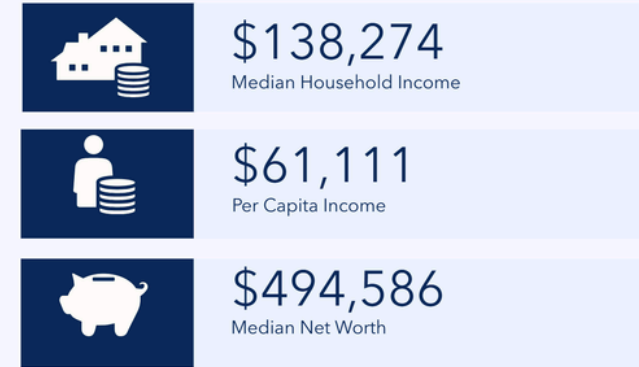 $138,274
Median Household Income
$61,111
Per Capita Income
$494,586
Median Net Worth